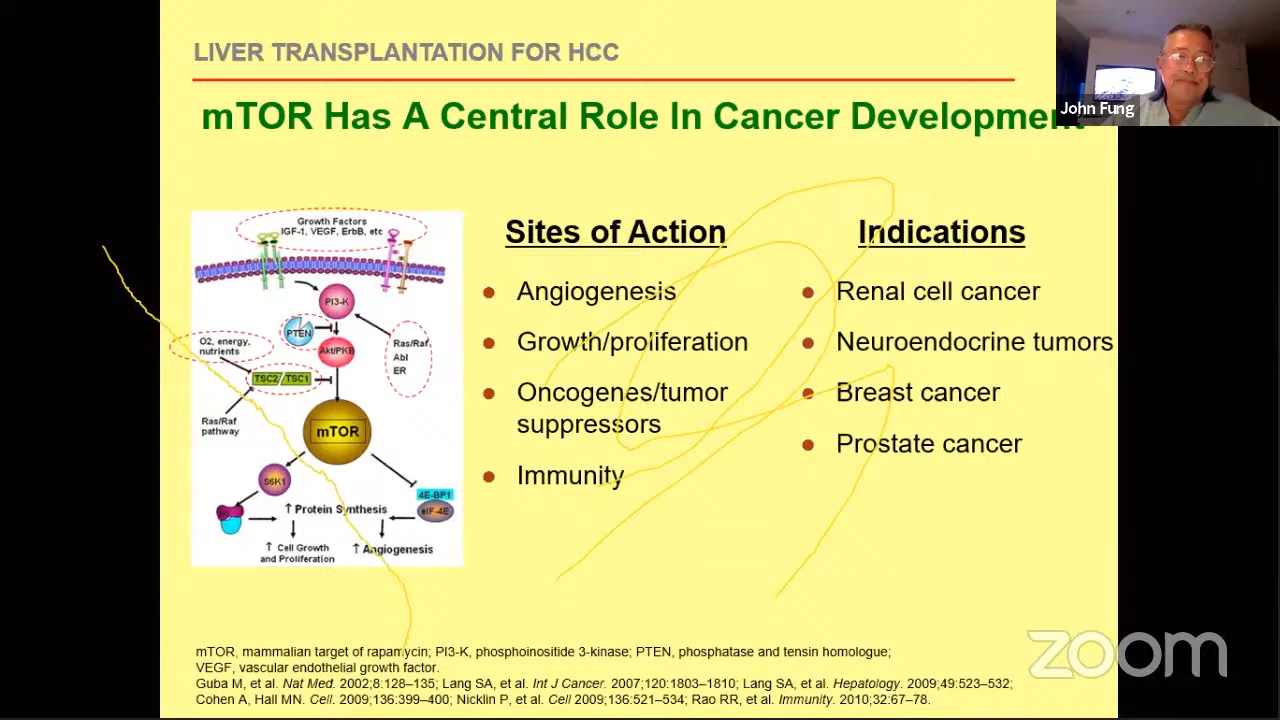 LIVER TRANSPLANTATION FOR HCC
mTOR Has A Central Role In Cancer Development
John Fung
Growth Factors
IGF-1, VEGF, ErbB, etc
PI3-K
PTEN
Akt/PKB
Ras/Raf
Abl
ER
O2, energy,
nutrients
TSC2 TSC1
Ras/Raf
pathway
mTOR
S6K1
4E-BP1
eIF-4E
↑ Protein Synthesis
↑ Cell Growth
and Proliferation
↑ Angiogenesis
Sites of Action
• Angiogenesis
• Growth/proliferation
• Oncogenes/tumor
suppressors
• Immunity
Indications
• Renal cell cancer
• Neuroendocrine tumors
• Breast cancer
• Prostate cancer
mTOR, mammalian target of rapamycin; PI3-K, phosphoinositide 3-kinase; PTEN, phosphatase and tensin homologue;
VEGF, vascular endothelial growth factor.
Guba M, et al. Nat Med. 2002;8:128–135; Lang SA, et al. Int J Cancer. 2007;120:1803–1810; Lang SA, et al. Hepatology. 2009;49:523–532;
Cohen A, Hall MN. Cell. 2009;136:399–400; Nicklin P, et al. Cell 2009;136:521–534; Rao RR, et al. Immunity. 2010;32:67–78.
zoom